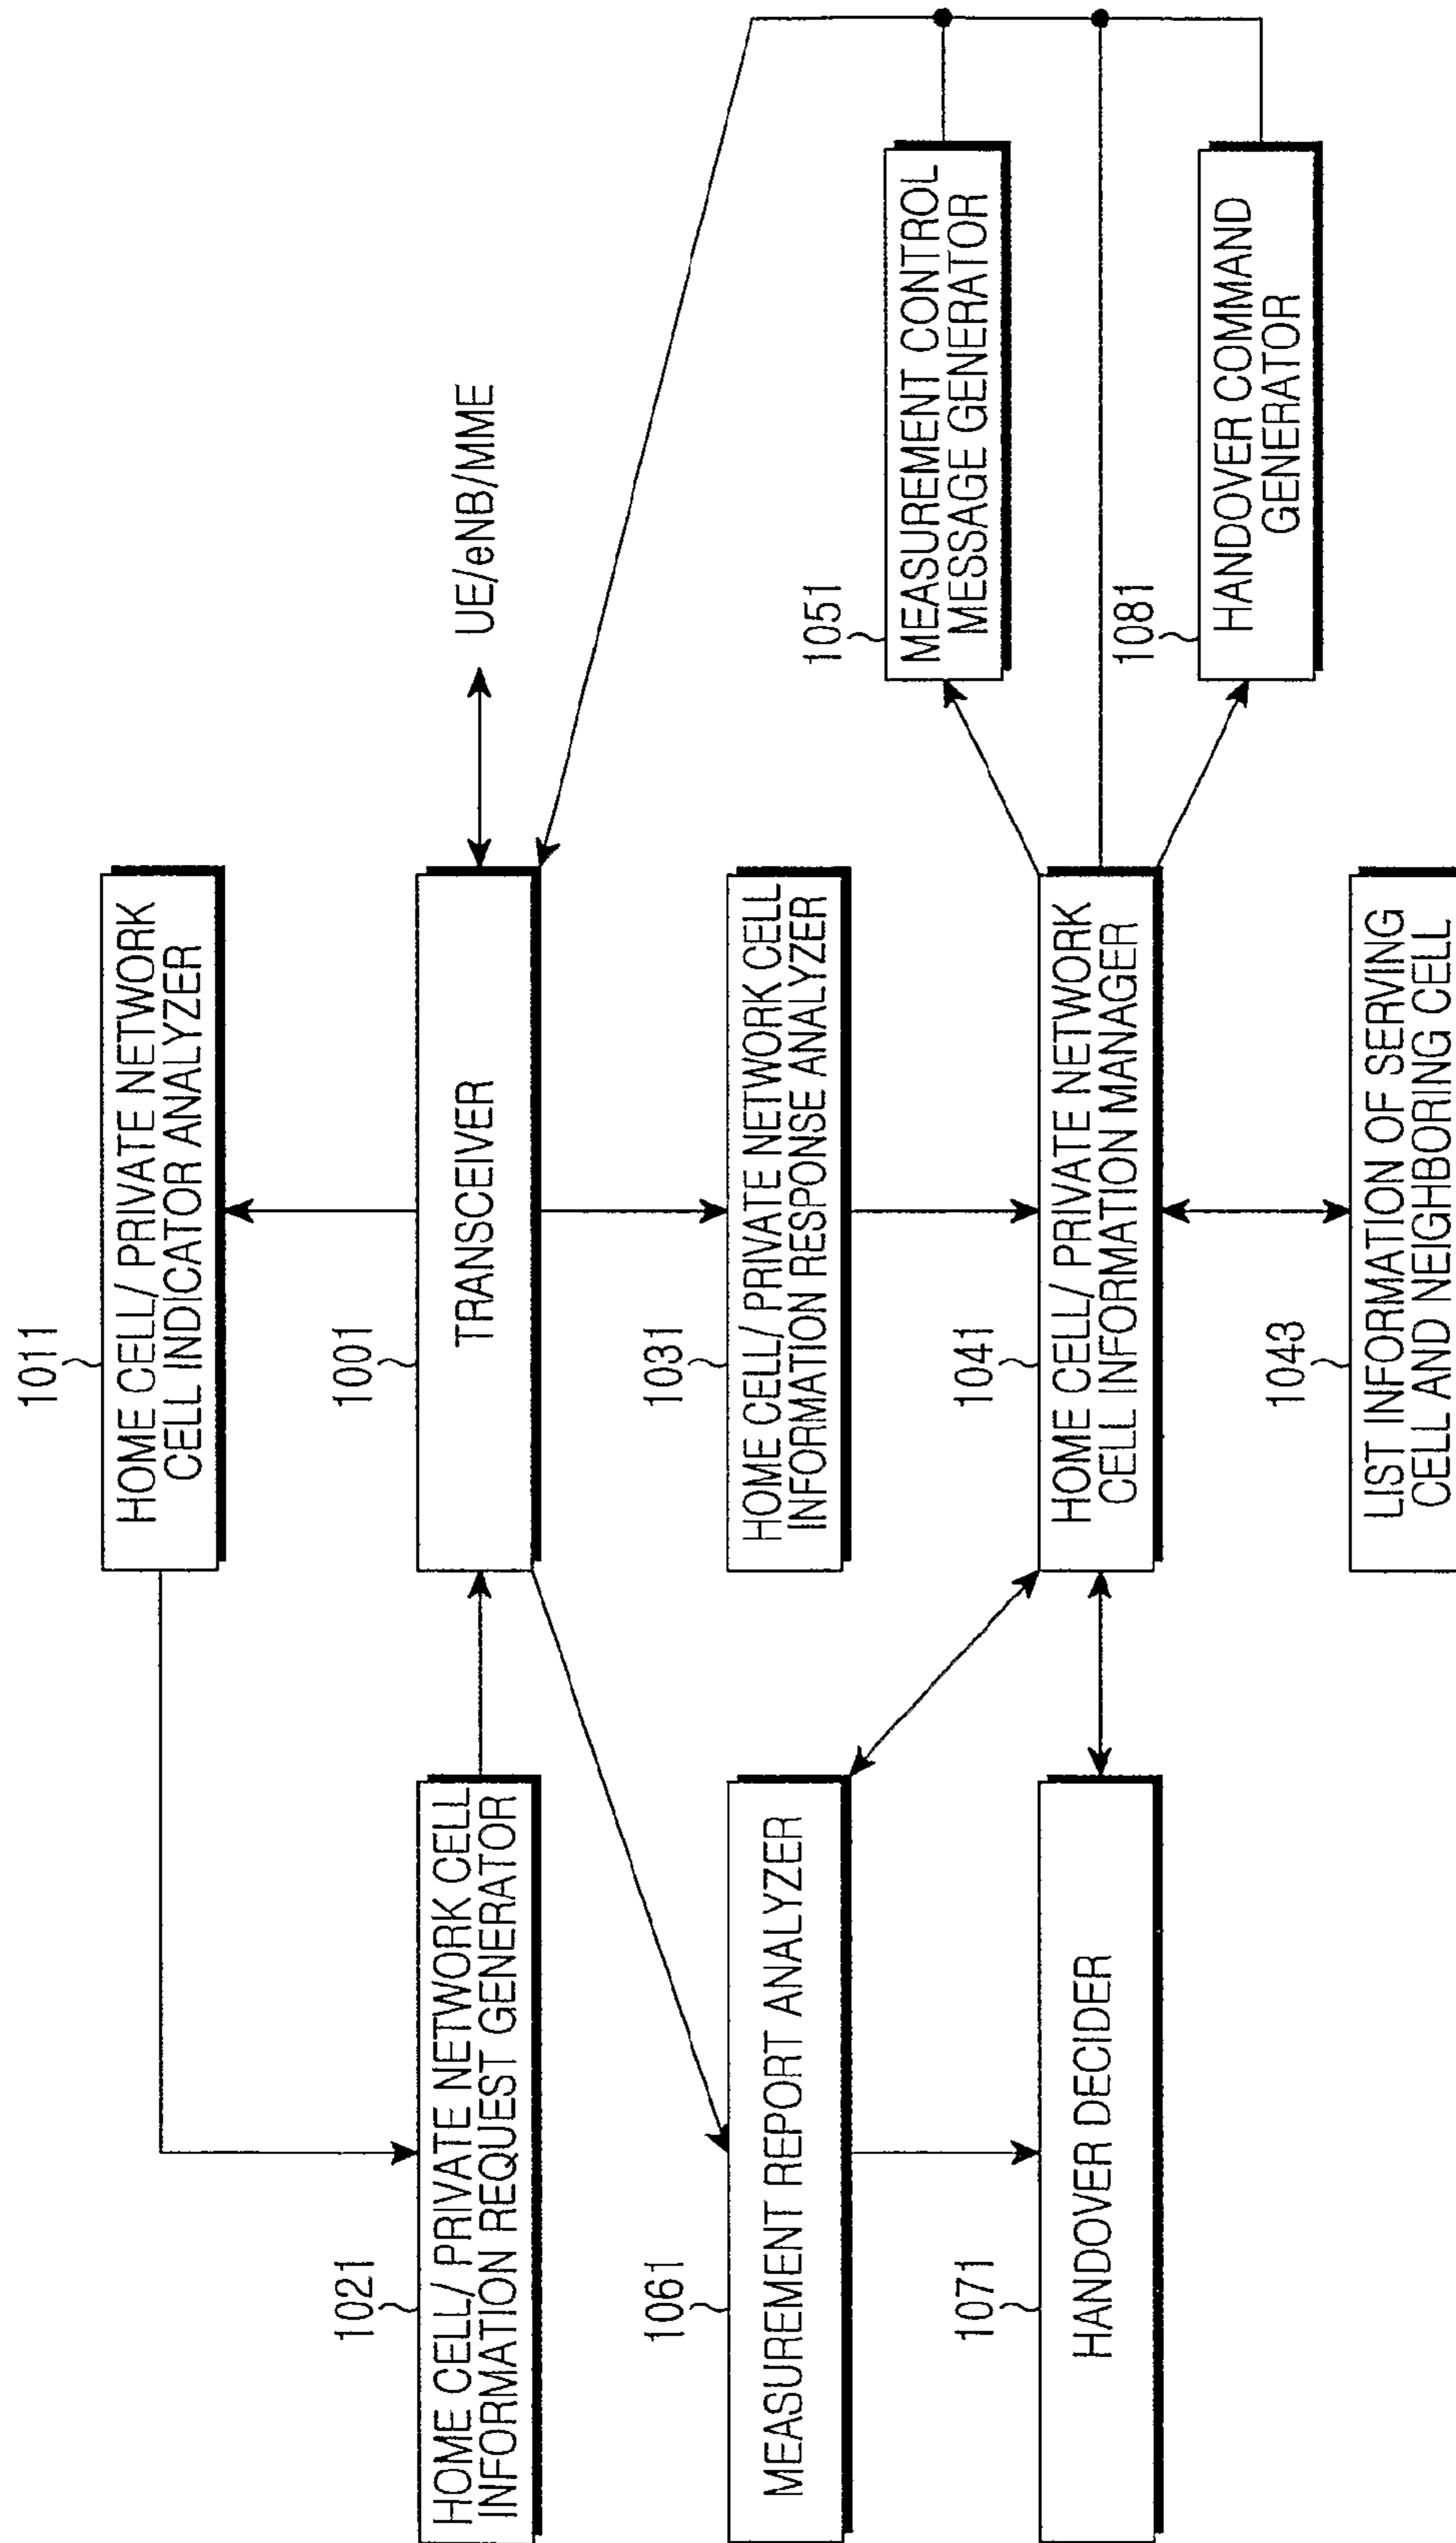 1011
HOME CELL/ PRIVATE NETWORK
CELL INDICATOR ANALYZER
1021
HOME CELL/ PRIVATE NETWORK CELL
INFORMATION REQUEST GENERATOR
1001
TRANSCEIVER
UE/eNB/MME
1061
MEASUREMENT REPORT ANALYZER
1031
HOME CELL/ PRIVATE NETWORK CELL
INFORMATION RESPONSE ANALYZER
1051
MEASUREMENT CONTROL
MESSAGE GENERATOR
1071
HANDOVER DECIDER
1041
HOME CELL/ PRIVATE NETWORK
CELL INFORMATION MANAGER
1081
HANDOVER COMMAND
GENERATOR
1043
LIST INFORMATION OF SERVING
CELL AND NEIGHBORING CELL